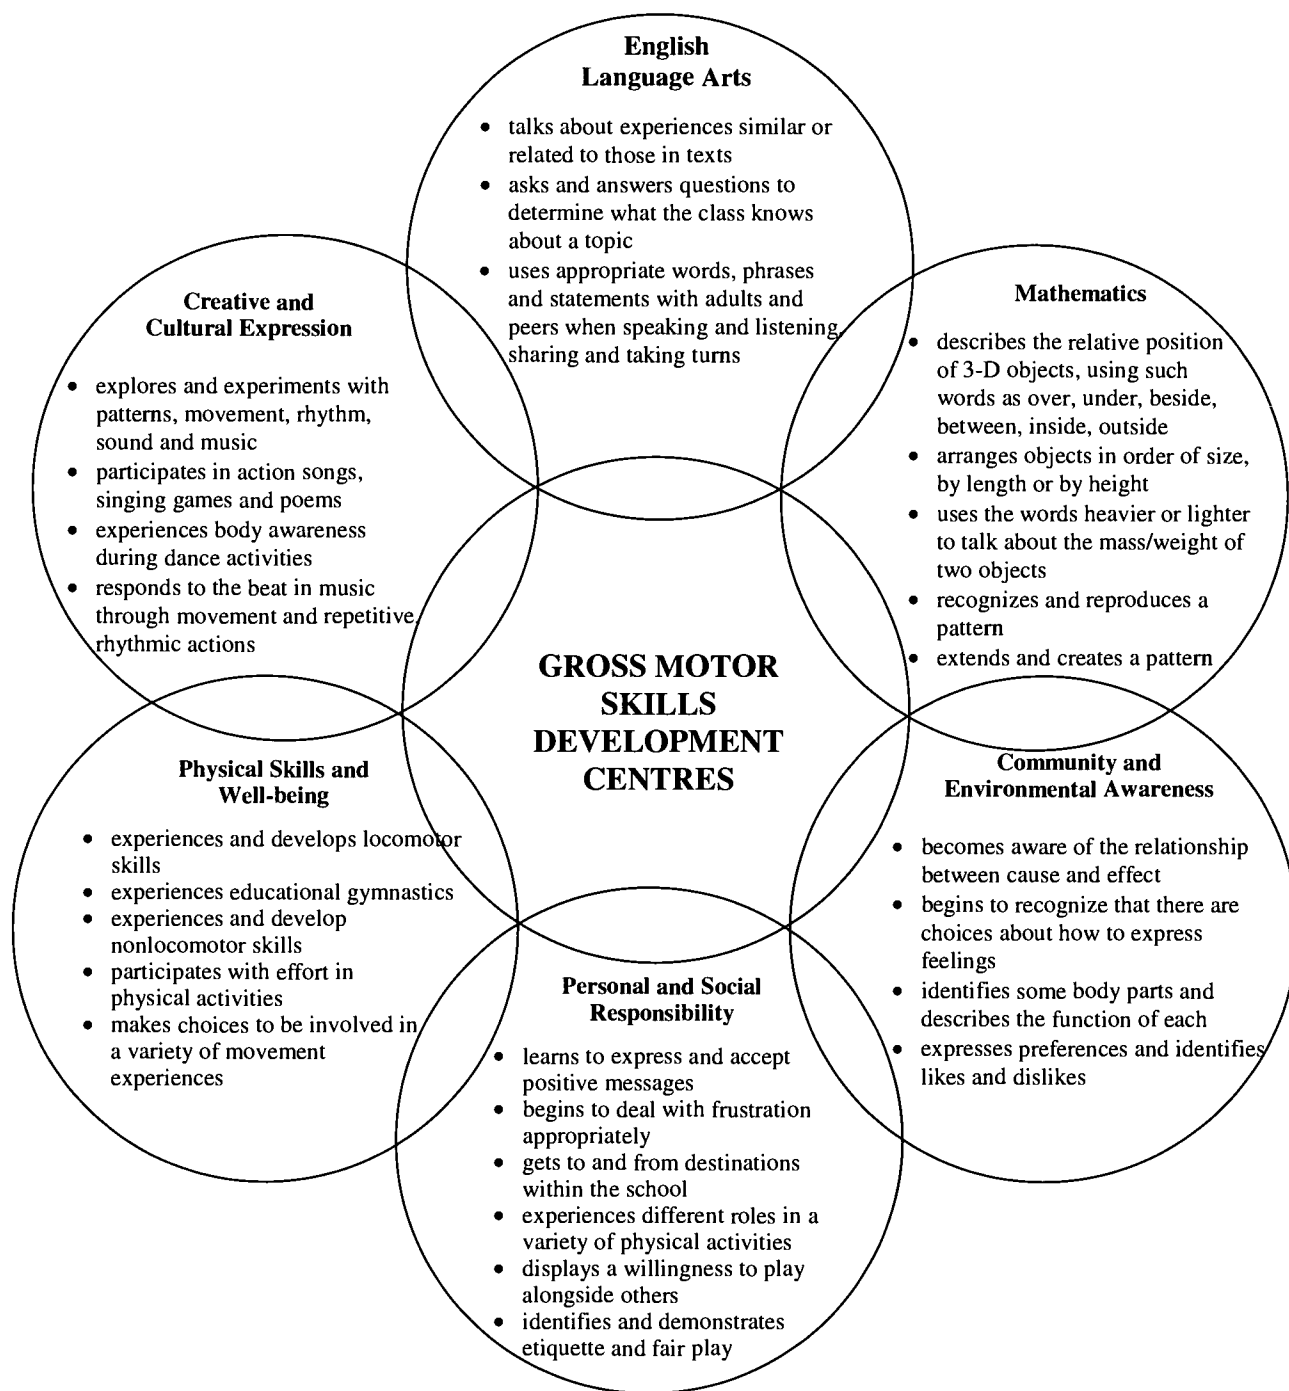 English
Language Arts
• talks about experiences similar or
related to those in texts
• asks and answers questions to
determine what the class knows
about a topic
• uses appropriate words, phrases
and statements with adults and
peers when speaking and listening,
sharing and taking turns
Creative and
Cultural Expression
• explores and experiments with
patterns, movement, rhythm,
sound and music
• participates in action songs,
singing games and poems
• experiences body awareness
during dance activities
• responds to the beat in music
through movement and repetitive,
rhythmic actions
Mathematics
• describes the relative position
of 3-D objects, using such
words as over, under, beside,
between, inside, outside
• arranges objects in order of size,
by length or by height
• uses the words heavier or lighter
to talk about the mass/weight of
two objects
• recognizes and reproduces a
pattern
• extends and creates a pattern
GROSS MOTOR
SKILLS
DEVELOPMENT
CENTRES
Physical Skills and
Well-being
• experiences and develops locomotor
skills
• experiences educational gymnastics
• experiences and develop
nonlocomotor skills
• participates with effort in
physical activities
• makes choices to be involved in
a variety of movement
experiences
Community and
Environmental Awareness
• becomes aware of the relationship
between cause and effect
• begins to recognize that there are
choices about how to express
feelings
• identifies some body parts and
describes the function of each
• expresses preferences and identifies
likes and dislikes
Personal and Social
Responsibility
• learns to express and accept
positive messages
• begins to deal with frustration
appropriately
• gets to and from destinations
within the school
• experiences different roles in a
variety of physical activities
• displays a willingness to play
alongside others
• identifies and demonstrates
etiquette and fair play